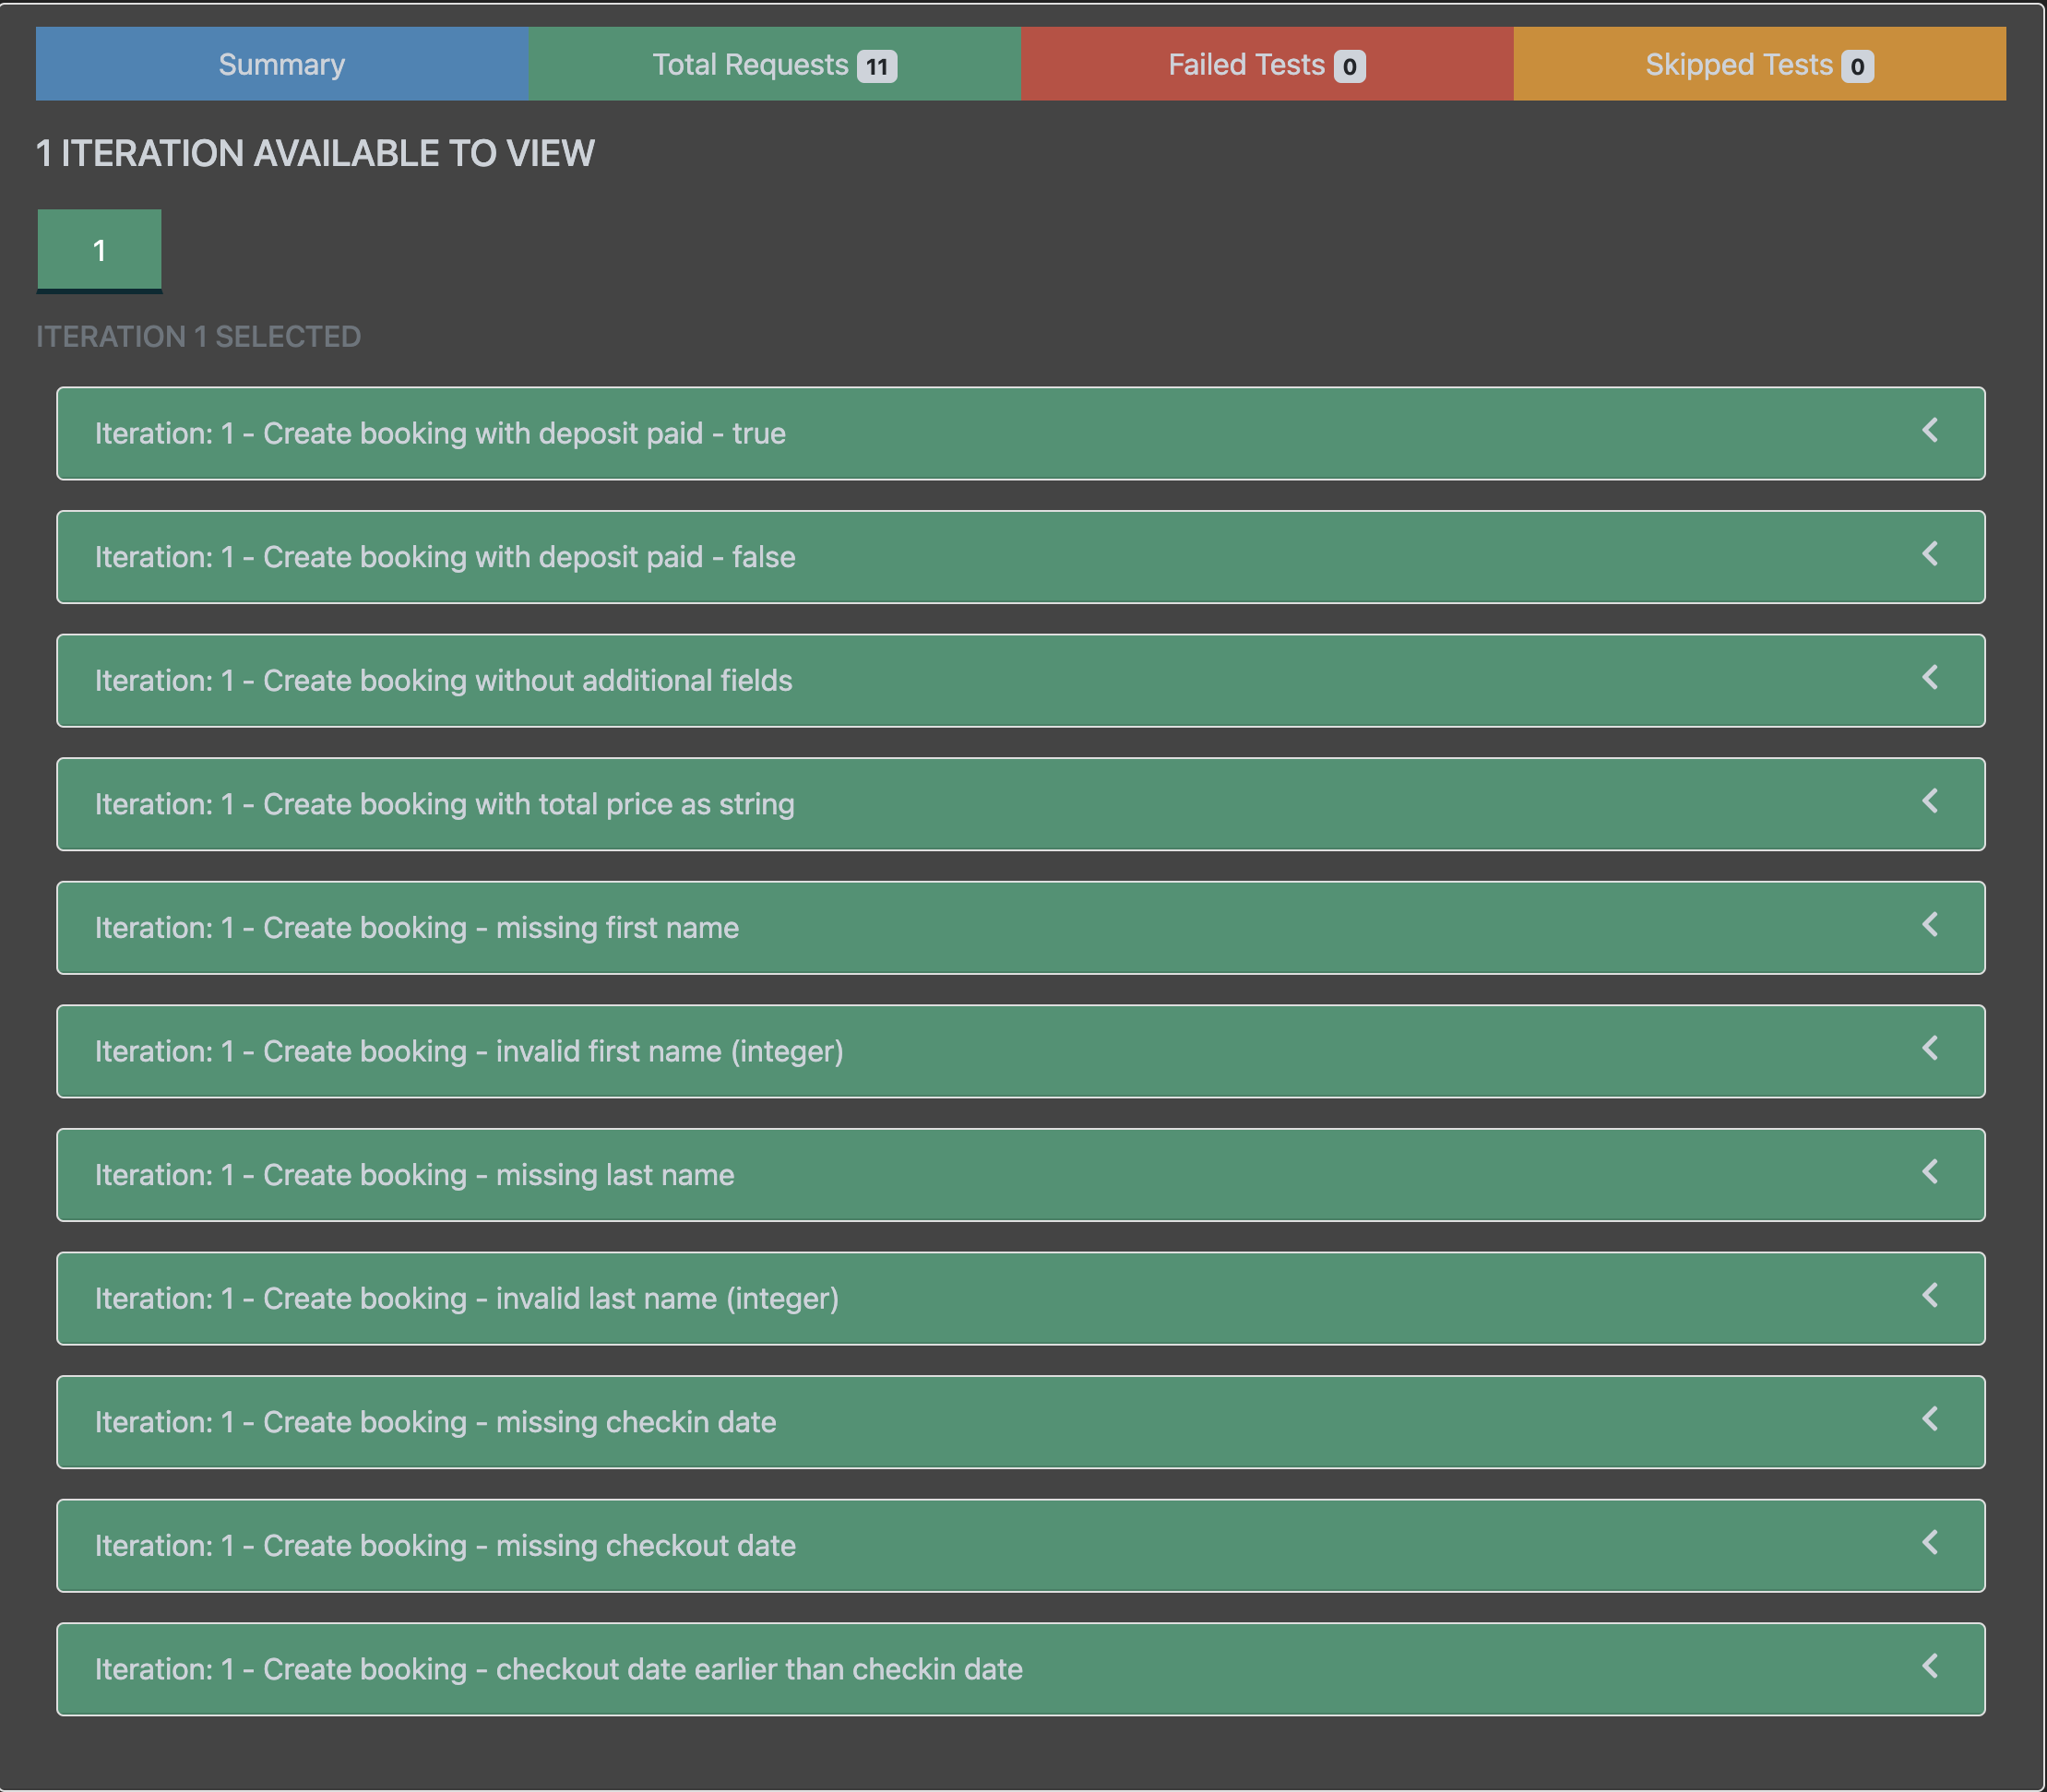 Summary
Total Requests 11
Failed Tests 0
Skipped Tests 0
1 ITERATION AVAILABLE TO VIEW
1
ITERATION 1 SELECTED
Iteration: 1 - Create booking with deposit paid - true
Iteration: 1 - Create booking with deposit paid - false
Iteration: 1 - Create booking without additional fields
Iteration: 1 - Create booking with total price as string
Iteration: 1 - Create booking - missing first name
Iteration: 1 - Create booking - invalid first name (integer)
Iteration: 1 - Create booking - missing last name
Iteration: 1 - Create booking - invalid last name (integer)
Iteration: 1 - Create booking - missing checkin date
Iteration: 1 - Create booking - missing checkout date
Iteration: 1 - Create booking - checkout date earlier than checkin date